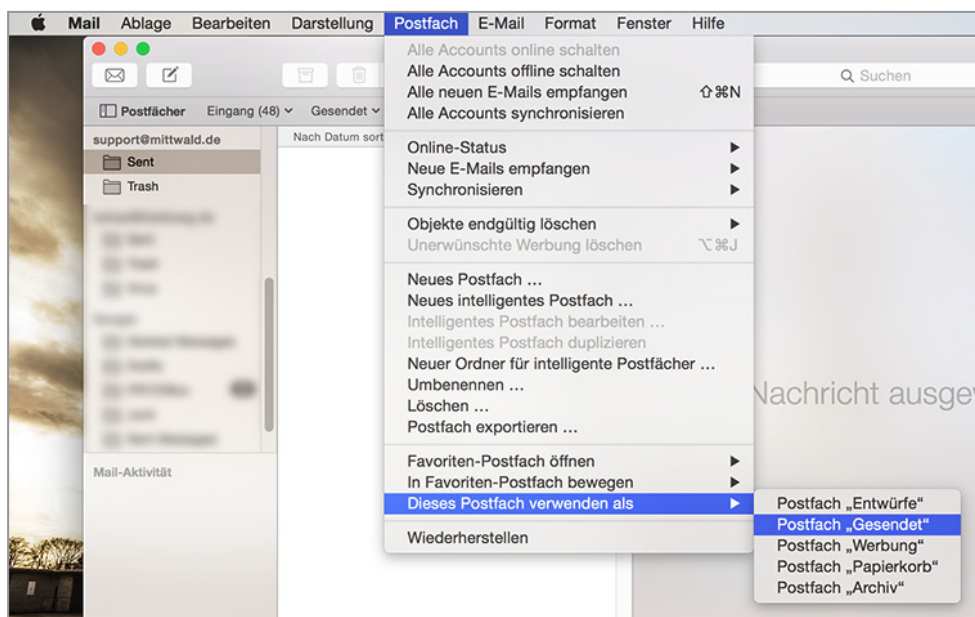 Mail Ablage Bearbeiten Darstellung Postfach E-Mail Format Fenster Hilfe
Suchen
Postfächer Eingang (48) Gesendet
support@mittwald.de
Sent
Trash
Mail-Aktivität
Nach Datum sort
Alle Accounts online schalten
Alle Accounts offline schalten
Alle neuen E-Mails empfangen ⇧⌘N
Alle Accounts synchronisieren
Online-Status
Neue E-Mails empfangen
Synchronisieren
Objekte endgültig löschen
Unerwünschte Werbung löschen ⌥⌘J
Neues Postfach ...
Neues intelligentes Postfach ...
Intelligentes Postfach bearbeiten ...
Intelligentes Postfach duplizieren
Neuer Ordner für intelligente Postfächer ...
Umbenennen ...
Löschen ...
Postfach exportieren ...
Favoriten-Postfach öffnen
In Favoriten-Postfach bewegen
Dieses Postfach verwenden als
Wiederherstellen
Postfach „Entwürfe“
Postfach „Gesendet“
Postfach „Werbung“
Postfach „Papierkorb“
Postfach „Archiv“
Nachricht ausgew